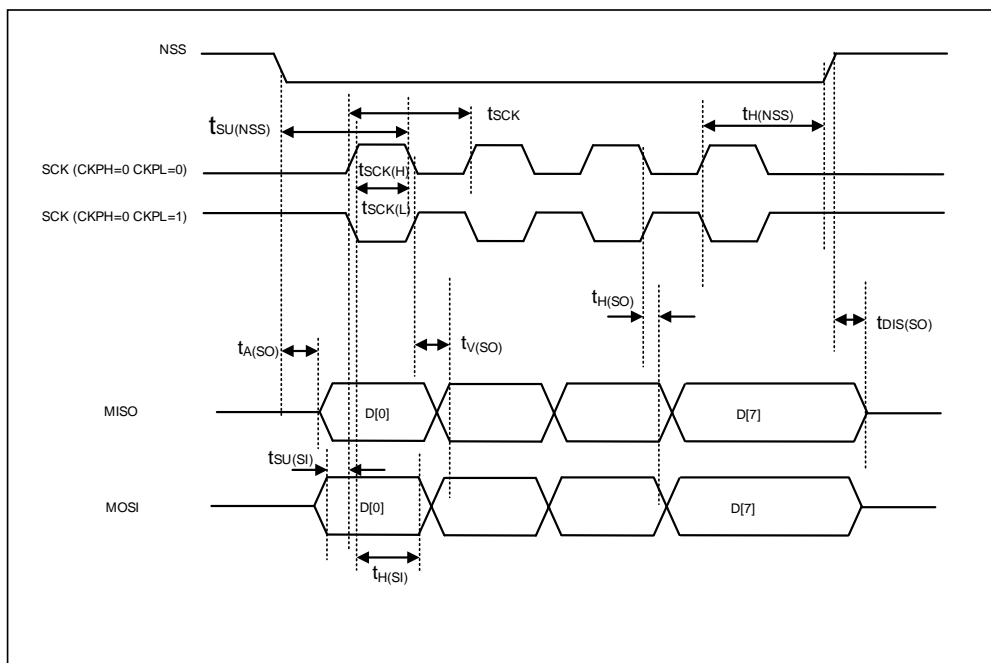 NSS
tSCK
tSU(NSS)
tH(NSS)
SCK (CKPH=0 CKPL=0)
tSCK(H)
tSCK(L)
SCK (CKPH=0 CKPL=1)
tH(SO)
tDIS(SO)
tA(SO)
tV(SO)
MISO
D[0]
D[7]
tSU(SI)
MOSI
D[0]
D[7]
tH(SI)